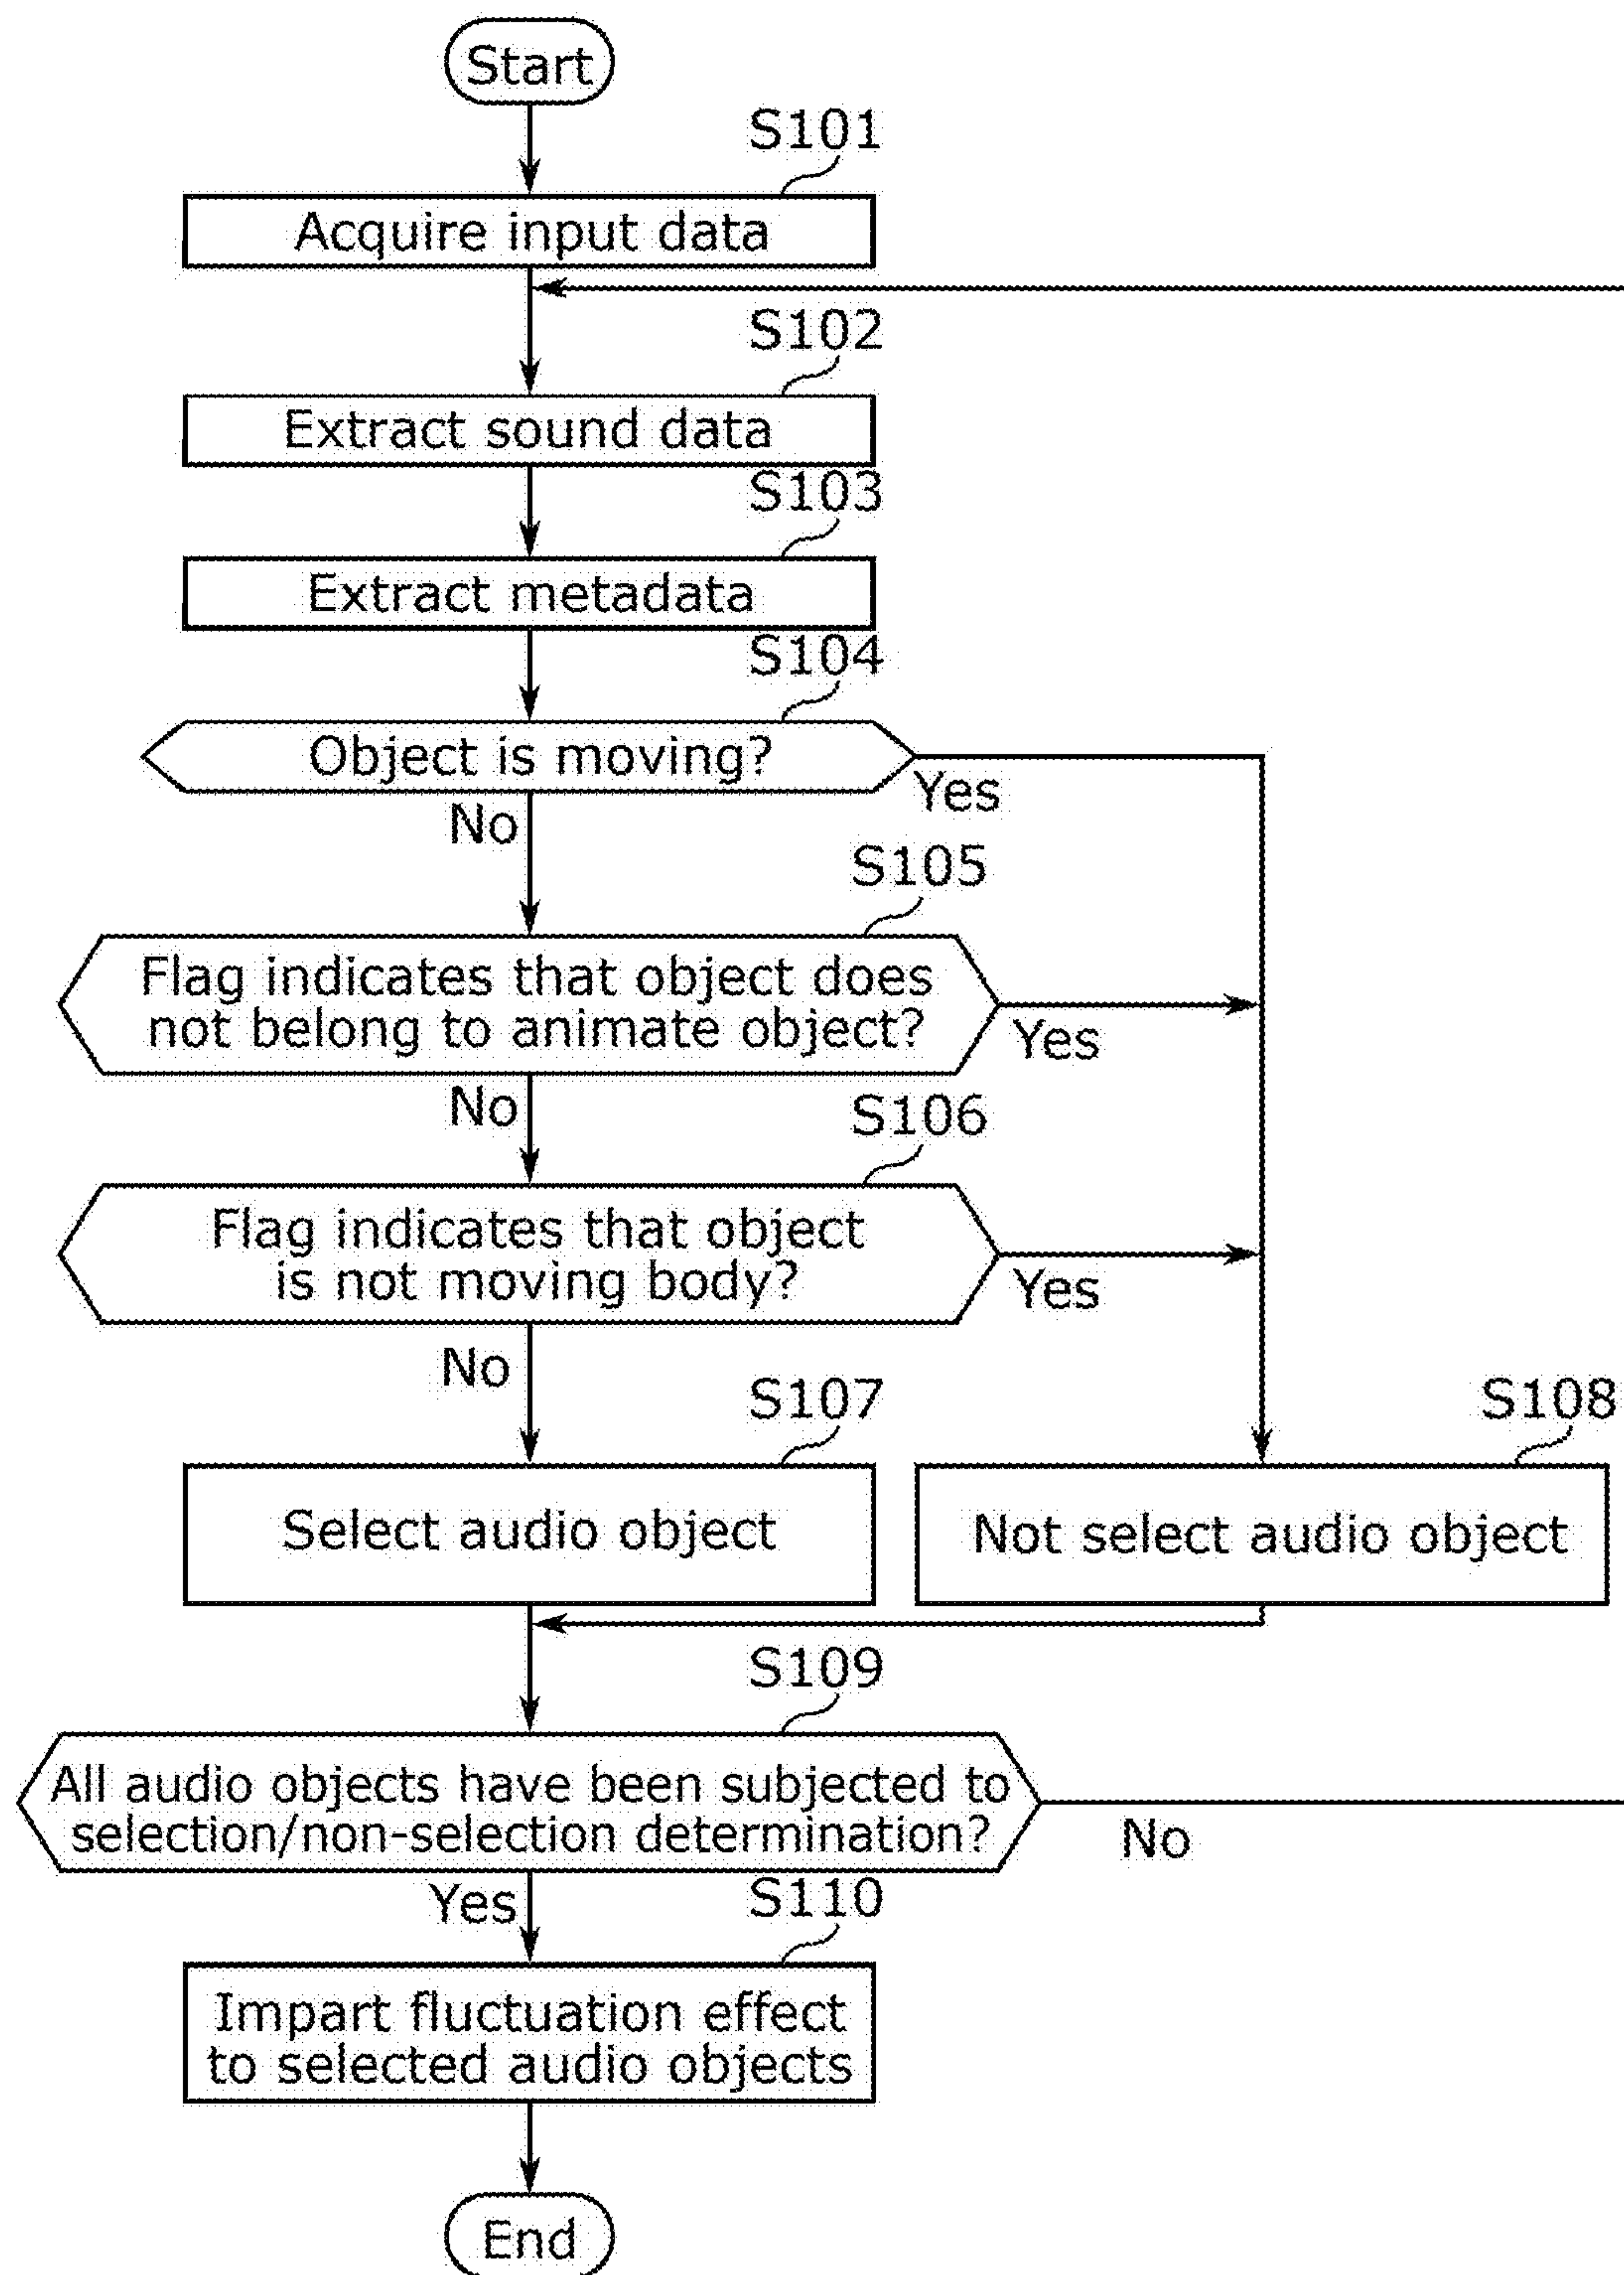 Start
S101
Acquire input data
S102
Extract sound data
S103
Extract metadata
S104
Object is moving?
Yes
No
S105
Flag indicates that object does
not belong to animate object?
Yes
No
S106
Flag indicates that object
is not moving body?
Yes
No
S107
S108
Select audio object
Not select audio object
S109
All audio objects have been subjected to
selection/non-selection determination?
No
Yes
S110
Impart fluctuation effect
to selected audio objects
End